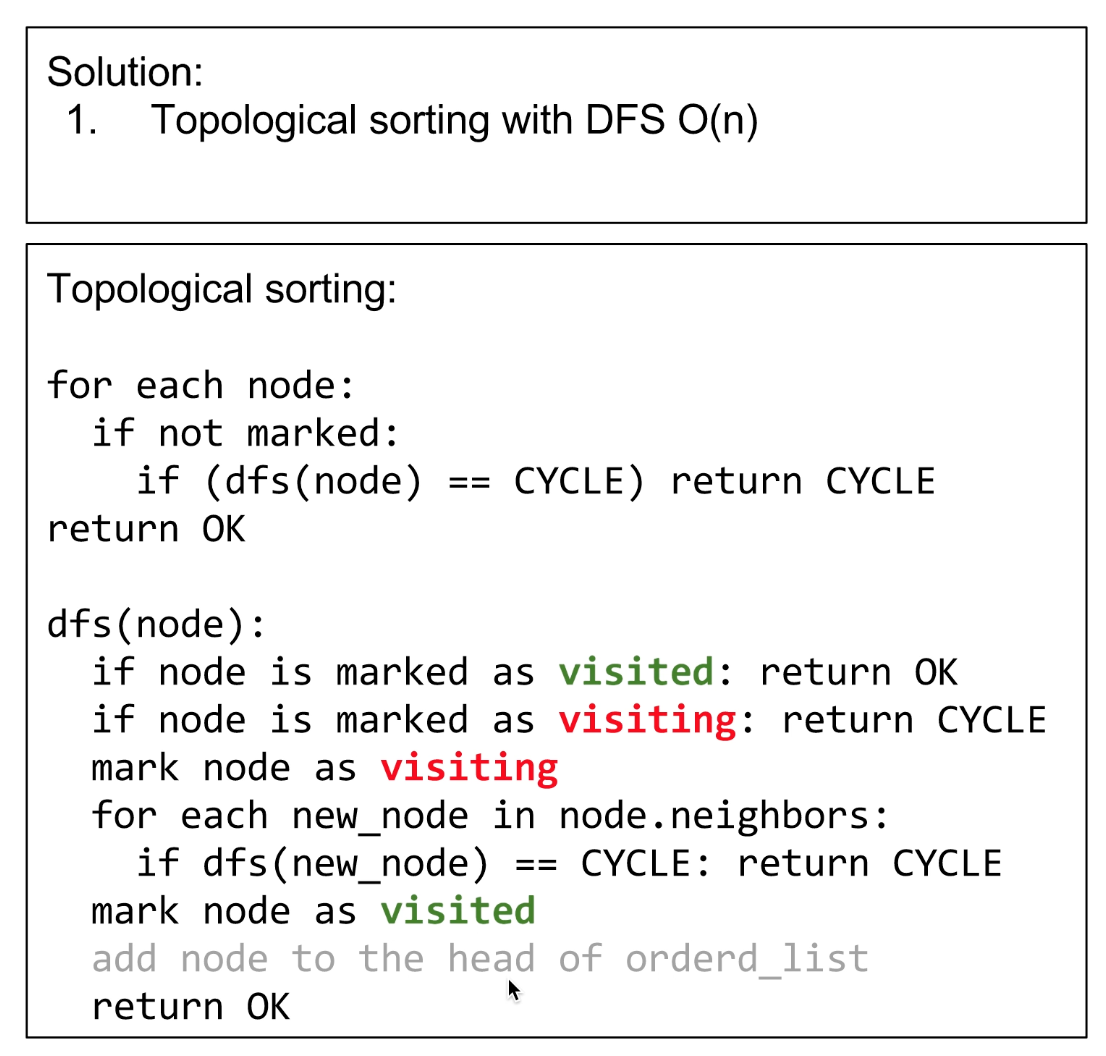 Solution:
1. Topological sorting with DFS O(n)
Topological sorting:
for each node:
  if not marked:
    if (dfs(node) == CYCLE) return CYCLE
return OK
dfs(node):
  if node is marked as visited: return OK
  if node is marked as visiting: return CYCLE
  mark node as visiting
  for each new_node in node.neighbors:
    if dfs(new_node) == CYCLE: return CYCLE
  mark node as visited
  add node to the head of orderd_list
  return OK